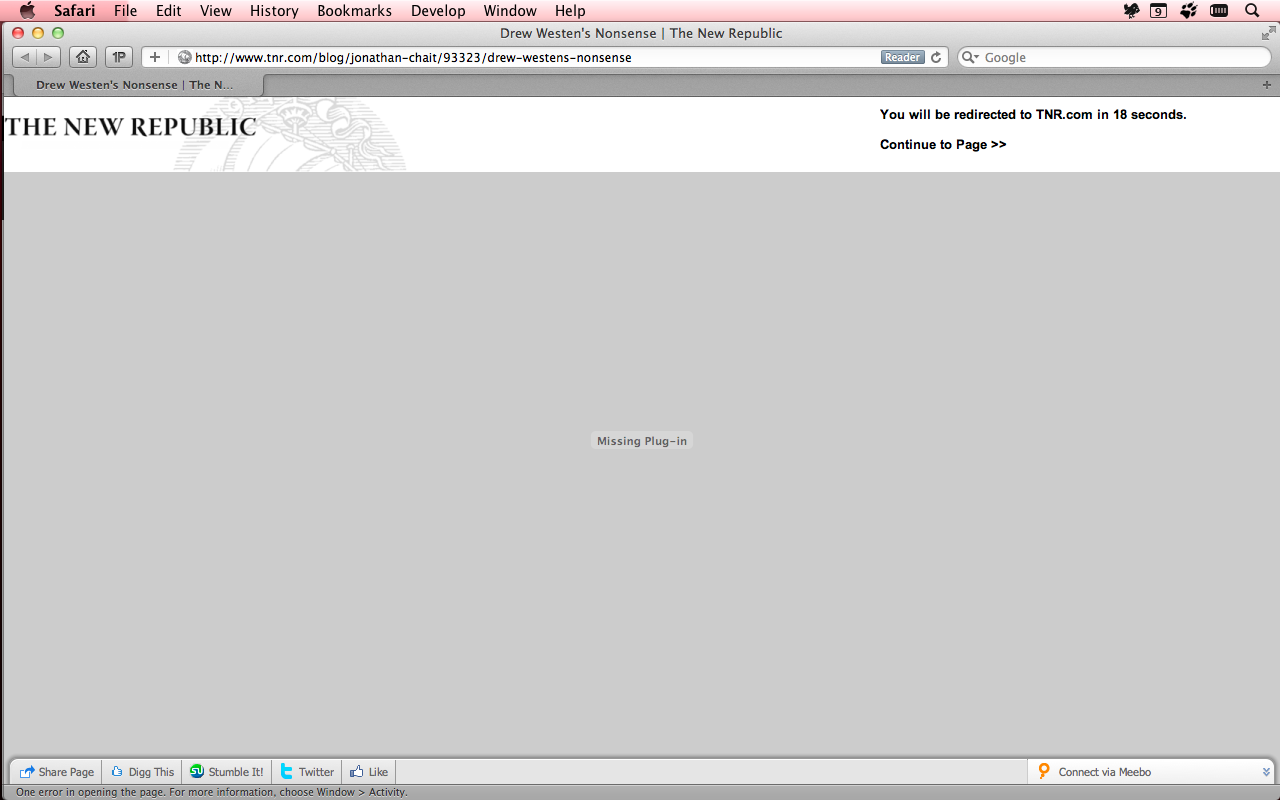 Safari File Edit View History Bookmarks Develop Window Help 9
Drew Westen's Nonsense | The New Republic
1P + http://www.tnr.com/blog/jonathan-chait/93323/drew-westens-nonsense Reader Google
Drew Westen's Nonsense | The N... +
THE NEW REPUBLIC
You will be redirected to TNR.com in 18 seconds.
Continue to Page >>
Missing Plug-in
Share Page Digg This Stumble It! Twitter Like Connect via Meebo
One error in opening the page. For more information, choose Window > Activity.